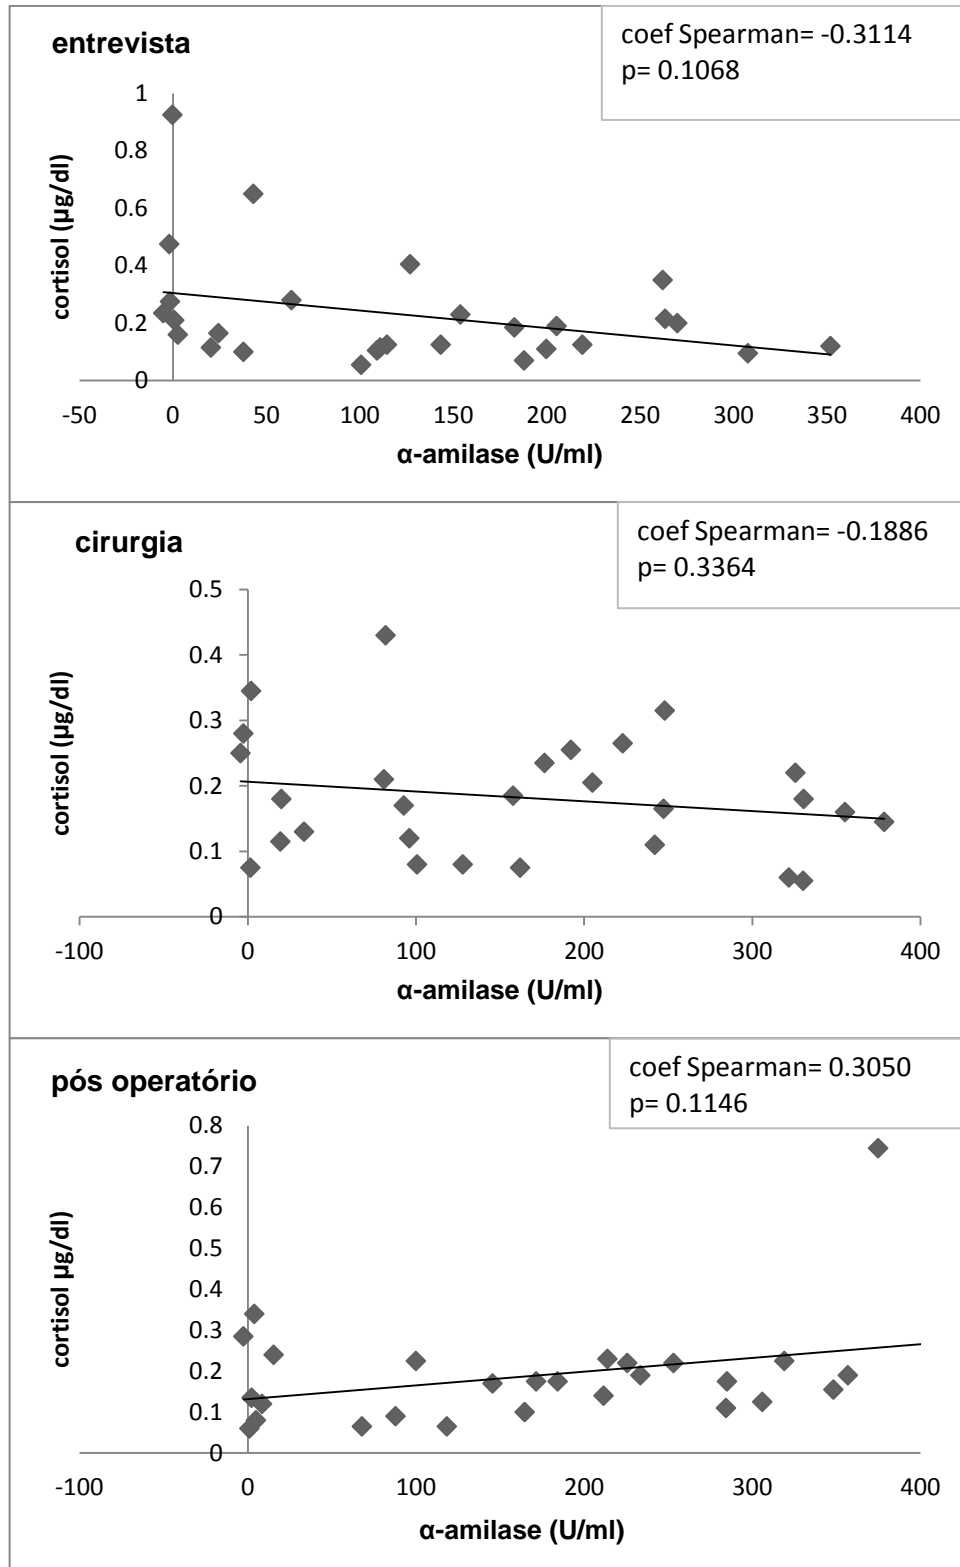 entrevista
coef Spearman= -0.3114
p= 0.1068
1
0.8
0.6
0.4
0.2
0
cortisol (µg/dl)
-50 0 50 100 150 200 250 300 350 400
α-amilase (U/ml)
cirurgia
coef Spearman= -0.1886
p= 0.3364
0.5
0.4
0.3
0.2
0.1
0
cortisol (µg/dl)
-100 0 100 200 300 400
α-amilase (U/ml)
pós operatório
coef Spearman= 0.3050
p= 0.1146
0.8
0.7
0.6
0.5
0.4
0.3
0.2
0.1
0
cortisol µg/dl)
-100 0 100 200 300 400
α-amilase (U/ml)